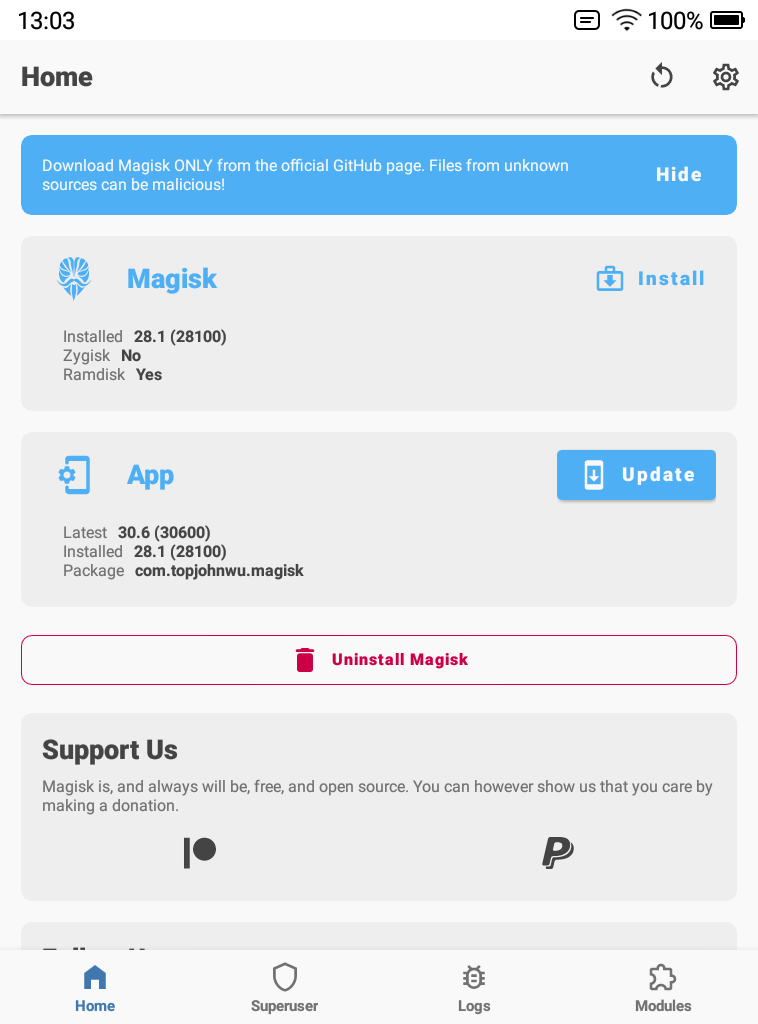 13:03
100%
Home
Download Magisk ONLY from the official GitHub page. Files from unknown
sources can be malicious!
Hide
Magisk
Install
Installed 28.1 (28100)
Zygisk No
Ramdisk Yes
App
Update
Latest 30.6 (30600)
Installed 28.1 (28100)
Package com.topjohnwu.magisk
Uninstall Magisk
Support Us
Magisk is, and always will be, free, and open source. You can however show us that you care by
making a donation.
Home
Superuser
Logs
Modules